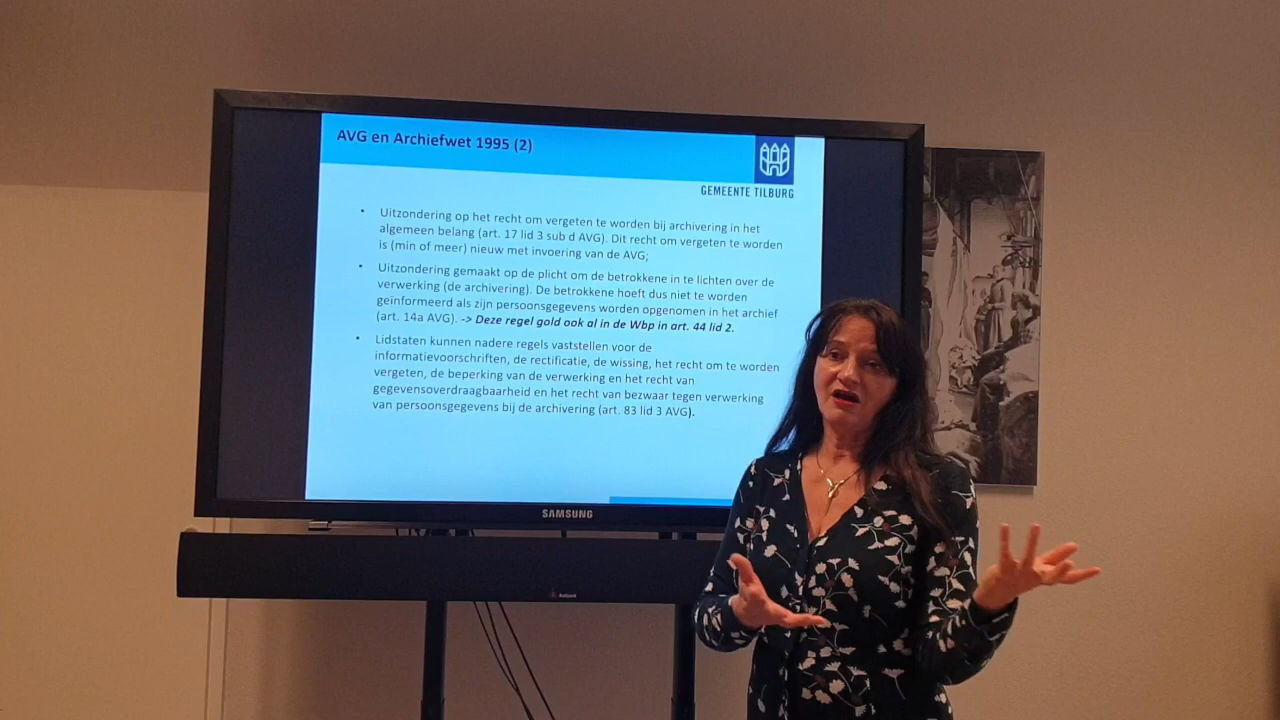 AVG en Archiefwet 1995 (2)
GEMEENTE TILBURG
• Uitzondering op het recht om vergeten te worden bij archivering in het
algemeen belang (art. 17 lid 3 sub d AVG). Dit recht om vergeten te worden
is (min of meer) nieuw met invoering van de AVG;
• Uitzondering gemaakt op de plicht om de betrokkene in te lichten over de
verwerking (de archivering). De betrokkene hoeft dus niet te worden
geïnformeerd als zijn persoonsgegevens worden opgenomen in het archief
(art. 14a AVG). -> Deze regel gold ook al in de Wbp in art. 44 lid 2.
• Lidstaten kunnen nadere regels vaststellen voor de
informatievoorschriften, de rectificatie, de wissing, het recht om te worden
vergeten, de beperking van de verwerking en het recht van
gegevensoverdraagbaarheid en het recht van bezwaar tegen verwerking
van persoonsgegevens bij de archivering (art. 83 lid 3 AVG).
SAMSUNG